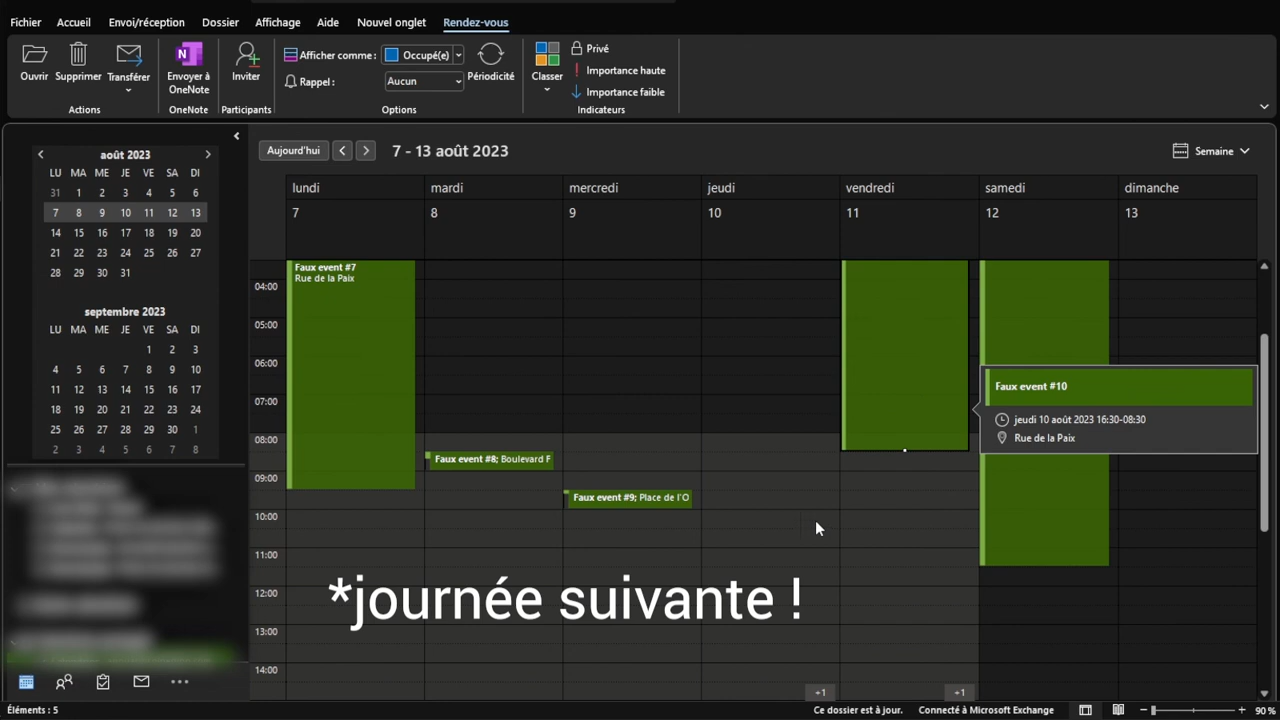 Fichier Accueil Envoi/réception Dossier Affichage Aide Nouvel onglet Rendez-vous
Ouvrir Supprimer Transférer
Actions
Envoyer à
OneNote
OneNote
Inviter
Participants
Afficher comme : Occupé(e)
Rappel : Aucun
Périodicité
Options
Classer
Privé
Importance haute
Importance faible
Indicateurs
août 2023
LU MA ME JE VE SA DI
31 1 2 3 4 5 6
7 8 9 10 11 12 13
14 15 16 17 18 19 20
21 22 23 24 25 26 27
28 29 30 31
septembre 2023
LU MA ME JE VE SA DI
1 2 3
4 5 6 7 8 9 10
11 12 13 14 15 16 17
18 19 20 21 22 23 24
25 26 27 28 29 30 1
2 3 4 5 6 7 8
Aujourd'hui 7 - 13 août 2023 Semaine
lundi mardi mercredi jeudi vendredi samedi dimanche
7 8 9 10 11 12 13
Faux event #7
Rue de la Paix
04:00
05:00
06:00
07:00
08:00
09:00
10:00
11:00
12:00
13:00
14:00
Faux event #8; Boulevard F
Faux event #9; Place de l'O
Faux event #10
jeudi 10 août 2023 16:30-08:30
Rue de la Paix
*journée suivante !
+1 +1
Éléments : 5 Ce dossier est à jour. Connecté à Microsoft Exchange 90 %